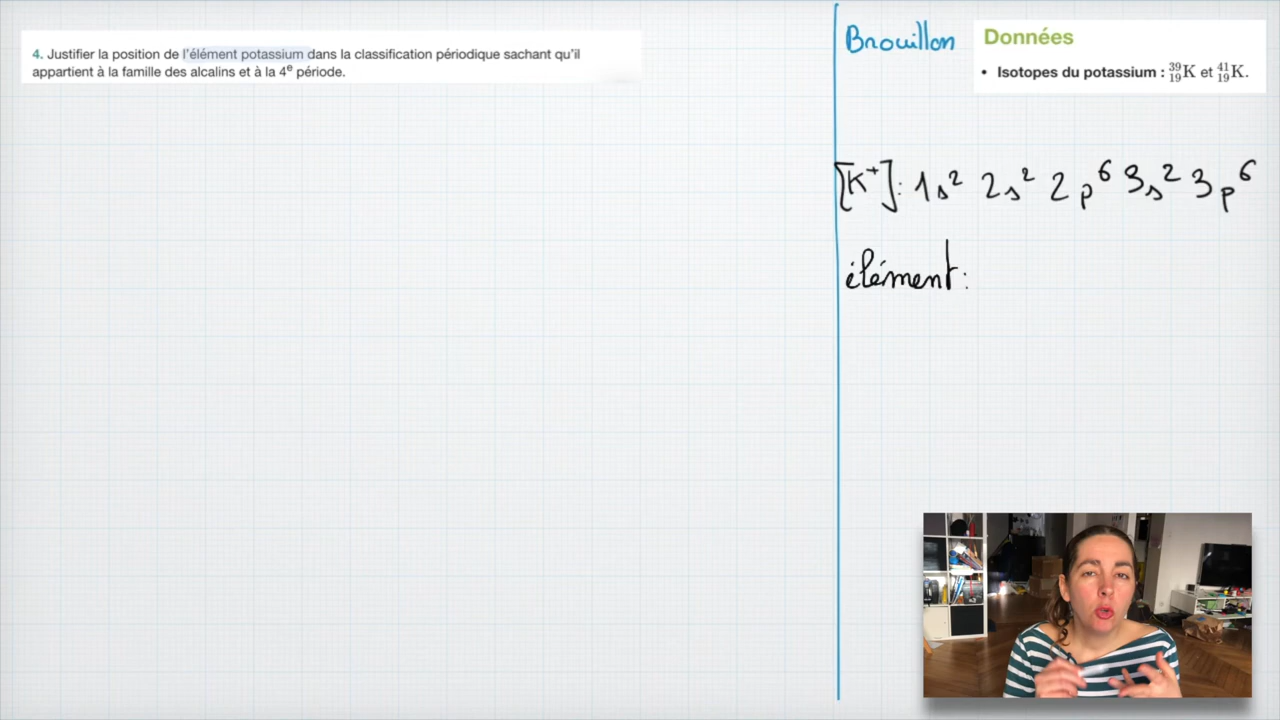 4. Justifier la position de l'élément potassium dans la classification périodique sachant qu'il
appartient à la famille des alcalins et à la 4e période.
Brouillon
Données
• Isotopes du potassium : ³⁹₁₉K et ⁴¹₁₉K.
[K⁺]: 1s² 2s² 2p⁶ 3s² 3p⁶
élément: